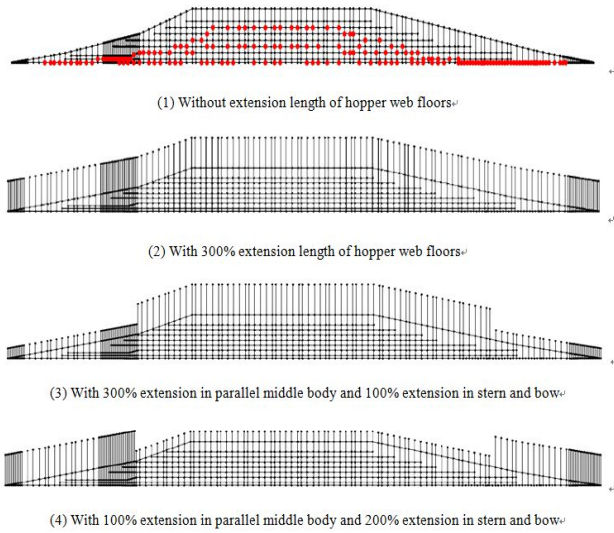 (1) Without extension length of hopper web floors
(2) With 300% extension length of hopper web floors
(3) With 300% extension in parallel middle body and 100% extension in stern and bow
(4) With 100% extension in parallel middle body and 200% extension in stern and bow